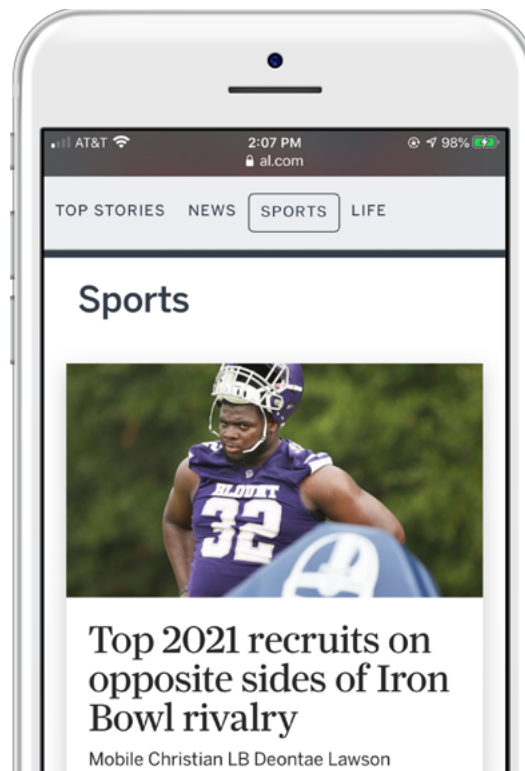 AT&T 2:07 PM 98%
al.com
TOP STORIES NEWS SPORTS LIFE
Sports
BLOUNT
32
Top 2021 recruits on
opposite sides of Iron
Bowl rivalry
Mobile Christian LB Deontae Lawson